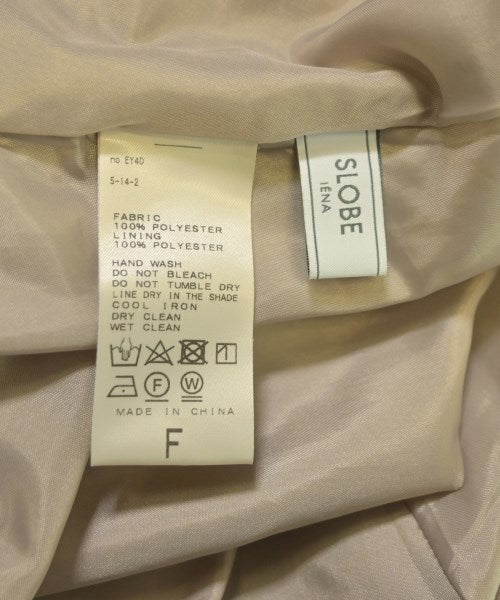 no EY40
5-14-2
FABRIC
100% POLYESTER
LINING
100% POLYESTER
HAND WASH
DO NOT BLEACH
DO NOT TUMBLE DRY
LINE DRY IN THE SHADE
COOL IRON
DRY CLEAN
WET CLEAN
F W
MADE IN CHINA
F
SLOBE
IÉNA